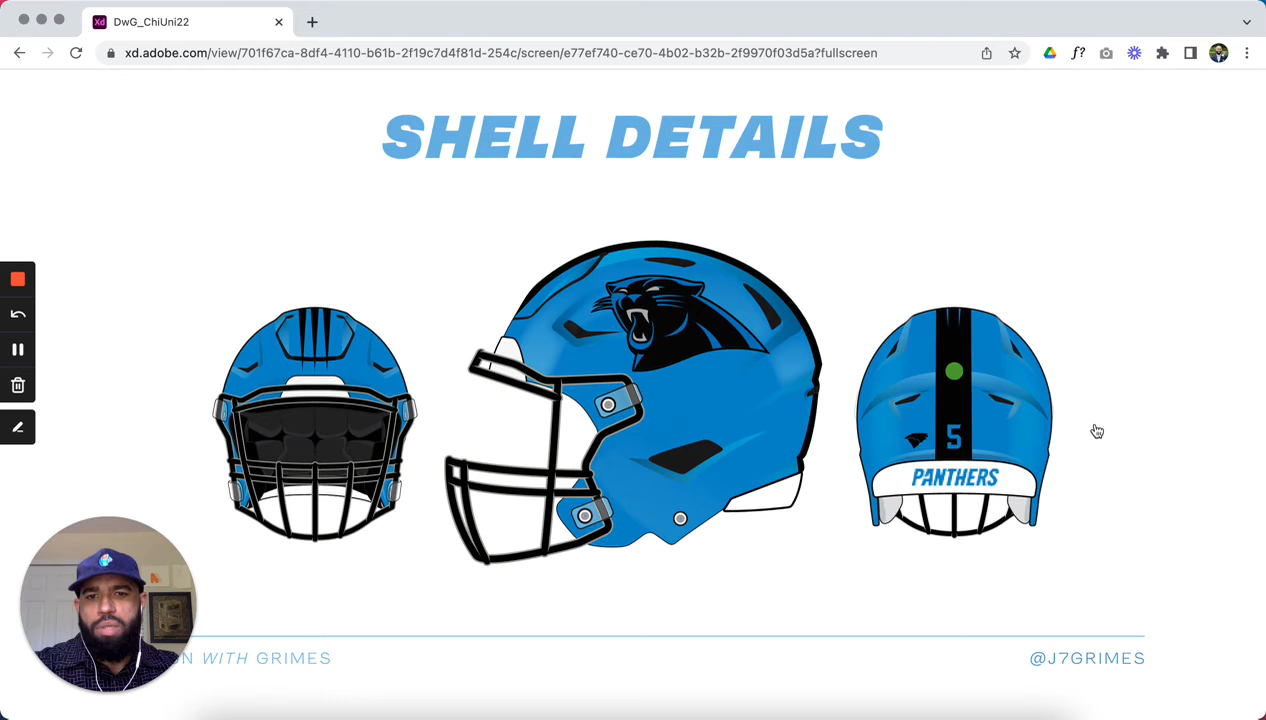 DwG_ChiUni22
xd.adobe.com/view/701f67ca-8df4-4110-b61b-2f19c7d4f81d-254c/screen/e77ef740-ce70-4b02-b32b-2f9970f03d5a?fullscreen
f?
SHELL DETAILS
5
PANTHERS
N WITH GRIMES
@J7GRIMES